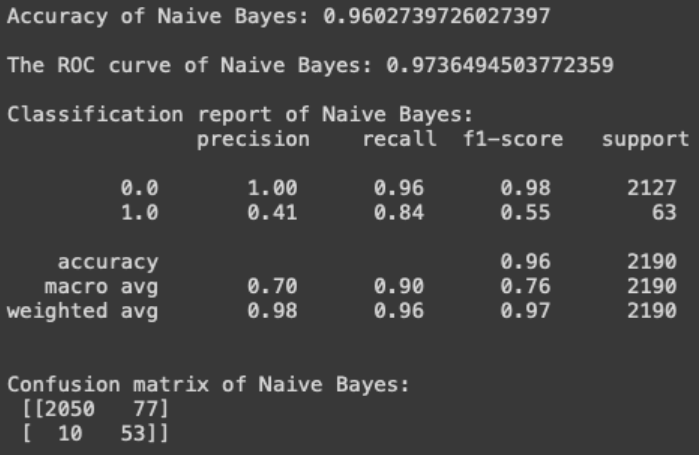 Accuracy of Naive Bayes: 0.9602739726027397
The ROC curve of Naive Bayes: 0.9736494503772359
Classification report of Naive Bayes:
precision recall f1-score support
0.0 1.00 0.96 0.98 2127
1.0 0.41 0.84 0.55 63
accuracy 0.96 2190
macro avg 0.70 0.90 0.76 2190
weighted avg 0.98 0.96 0.97 2190
Confusion matrix of Naive Bayes:
[[2050 77]
[ 10 53]]